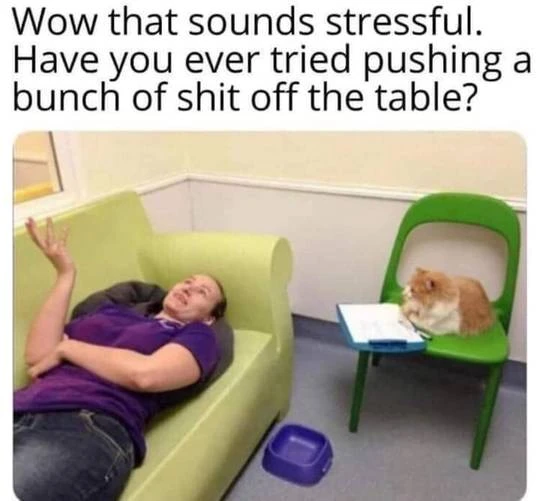 Wow that sounds stressful.
Have you ever tried pushing a
bunch of shit off the table?